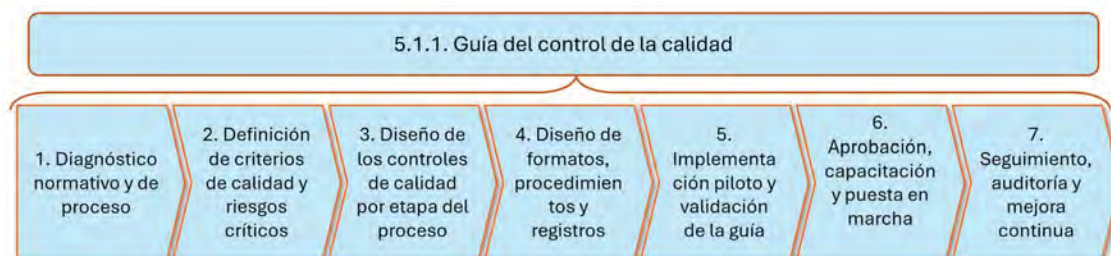 5.1.1. Guía del control de la calidad
1. Diagnóstico
normativo y de
proceso
2. Definición
de criterios
de calidad y
riesgos
críticos
3. Diseño de
los controles
de calidad
por etapa del
proceso
4. Diseño de
formatos,
procedimien
tos y
registros
5.
Implementa
ción piloto y
validación
de la guía
6.
Aprobación,
capacitación
y puesta en
marcha
7.
Seguimiento,
auditoría y
mejora
continua